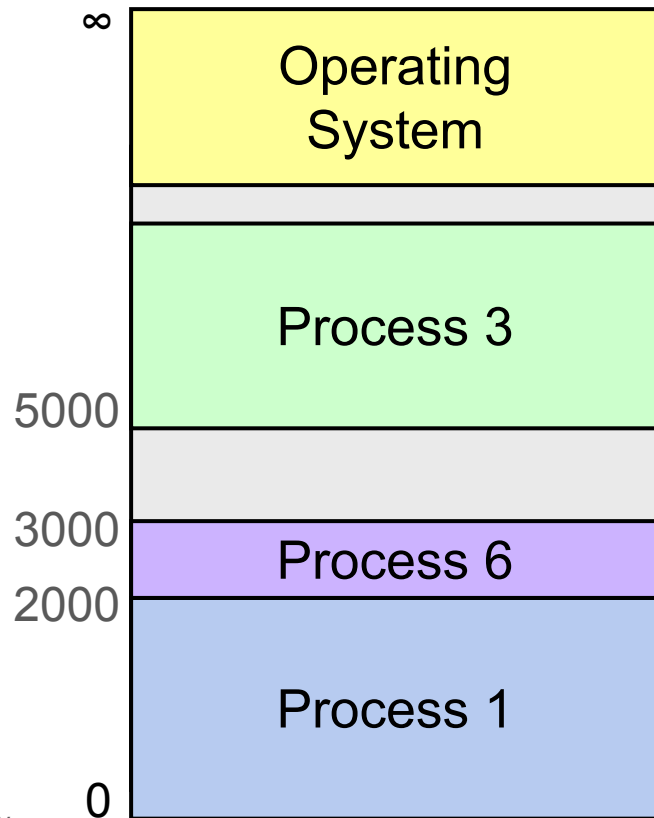 ∞
Operating
System
Process 3
5000
3000
Process 6
2000
Process 1
0